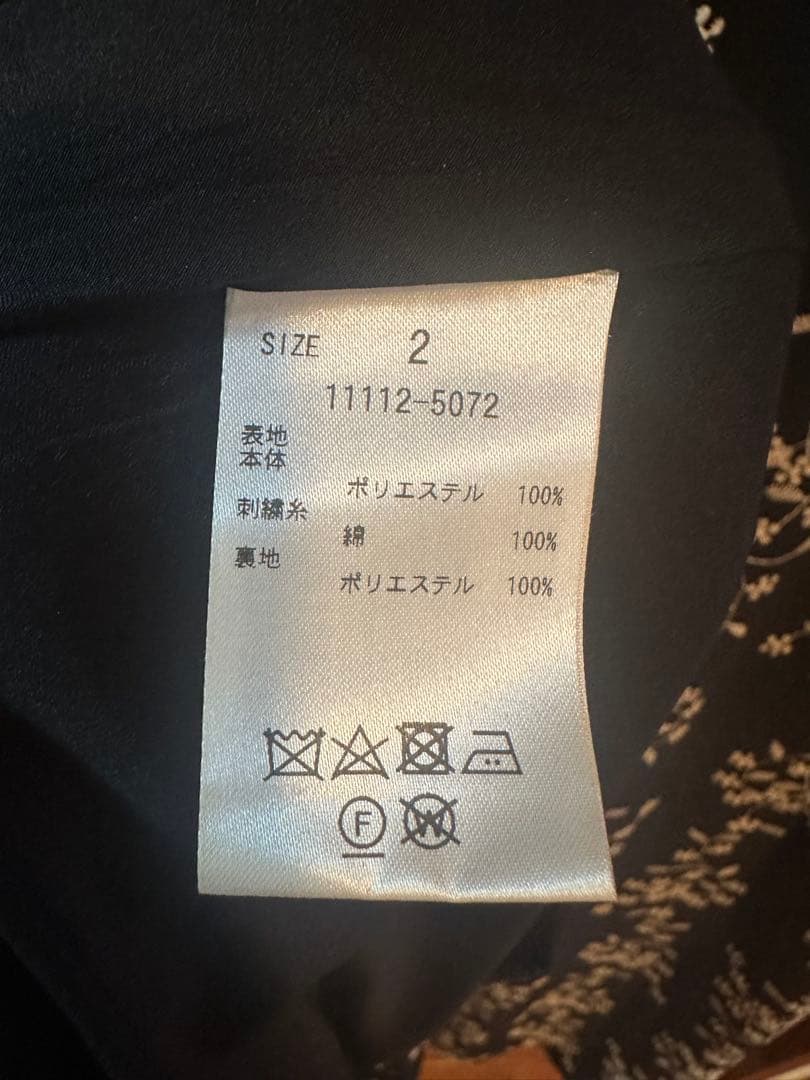 SIZE 2
11112-5072
表地
本体
ポリエステル 100%
刺繍糸
綿 100%
裏地
ポリエステル 100%
F W